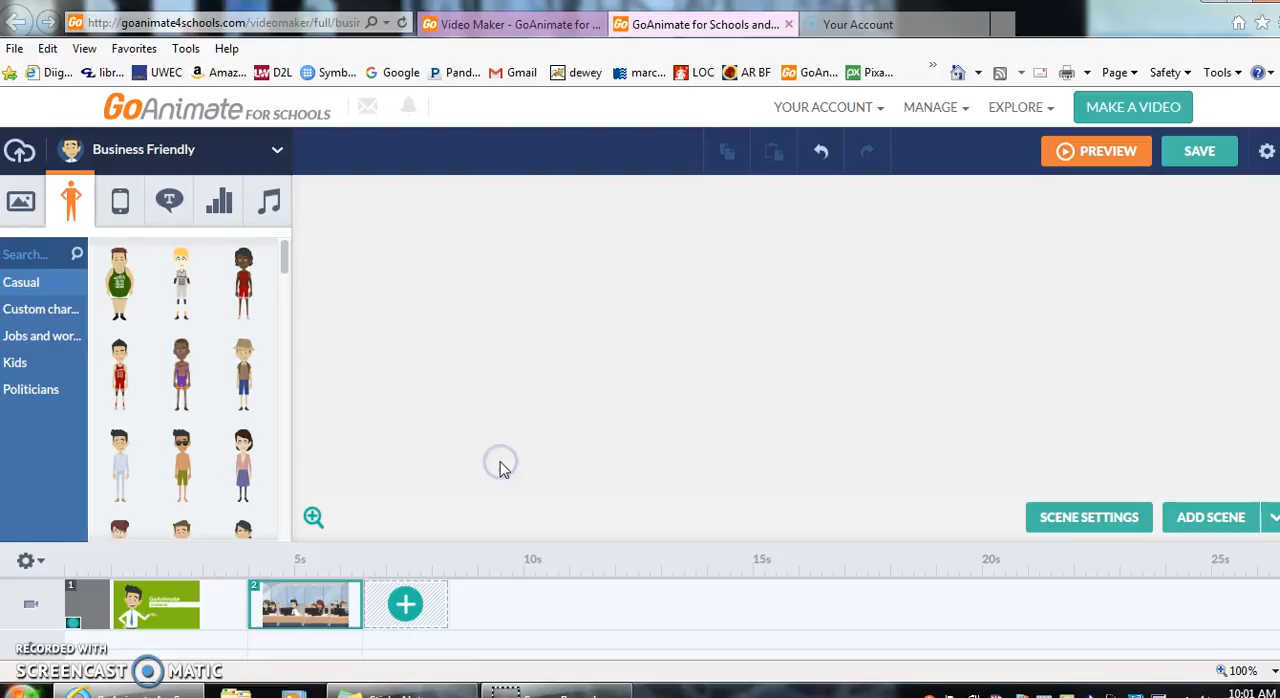 http://goanimate4schools.com/videomaker/full/busir
Video Maker - GoAnimate for ...
GoAnimate for Schools and...
Your Account
File Edit View Favorites Tools Help
Diig... libr... UWEC Amaz... D2L Symb... Google Pand... Gmail dewey marc... LOC AR BF GoAn... Pixa... » Page Safety Tools
GoAnimate FOR SCHOOLS
YOUR ACCOUNT MANAGE EXPLORE MAKE A VIDEO
Business Friendly
PREVIEW SAVE
Search...
Casual
Custom char...
Jobs and wor...
Kids
Politicians
SCENE SETTINGS ADD SCENE
5s 10s 15s 20s 25s
1 2
GoAnimate
RECORDED WITH
SCREENCAST MATIC
100%
10:01 AM